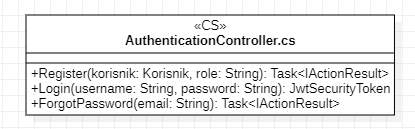 «CS»
AuthenticationController.cs
+Register(korisnik: Korisnik, role: String): Task<IActionResult>
+Login(username: String, password: String): JwtSecurityToken
+ForgotPassword(email: String): Task<IActionResult>